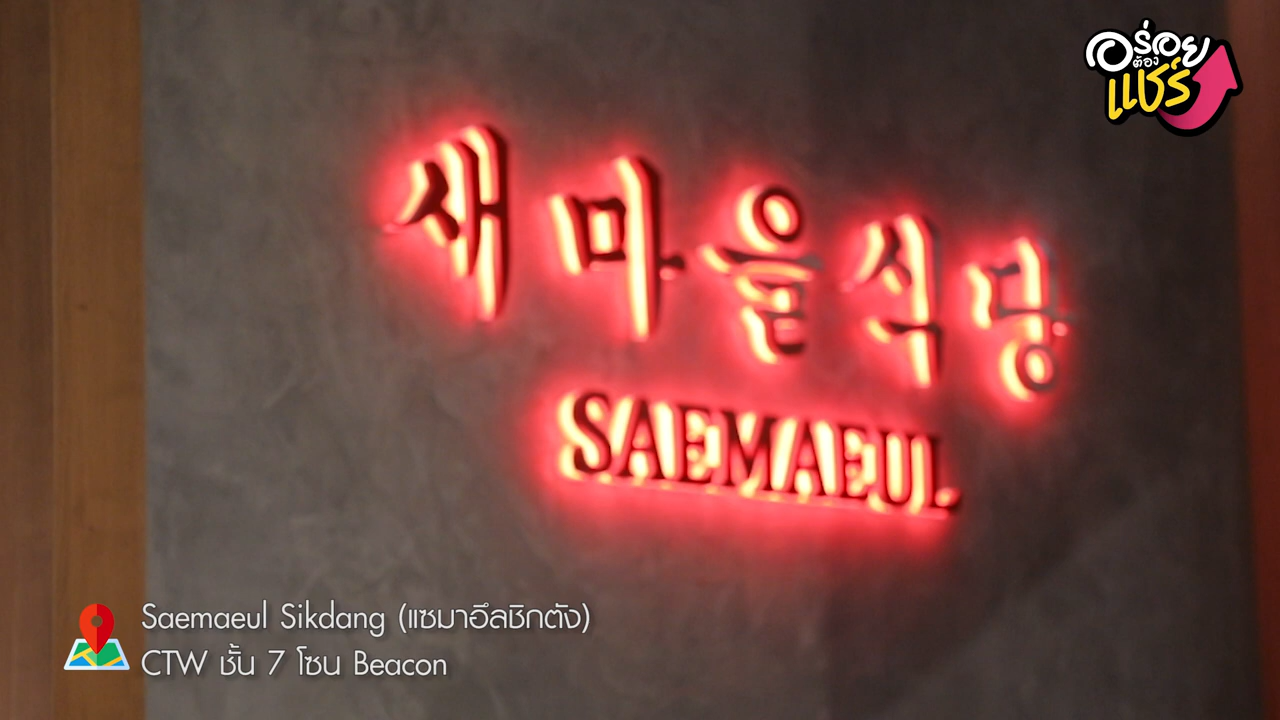 อร่อย
ต้อง
แชร์
새마을식당
SAEMAEUL
Saemaeul Sikdang (แซมาอึลชิกตัง)
CTW ชั้น 7 โซน Beacon